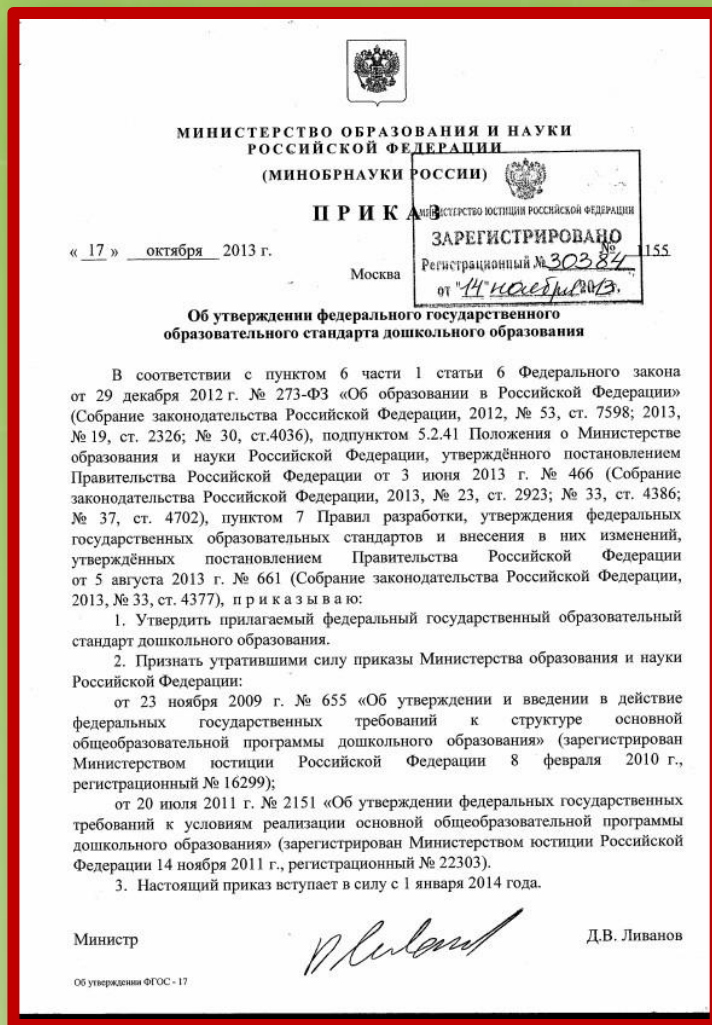 МИНИСТЕРСТВО ОБРАЗОВАНИЯ И НАУКИ
РОССИЙСКОЙ ФЕДЕРАЦИИ
(МИНОБРНАУКИ РОССИИ)
ПРИКАЗ
МИНИСТЕРСТВО ЮСТИЦИИ РОССИЙСКОЙ ФЕДЕРАЦИИ
ЗАРЕГИСТРИРОВАНО
Регистрационный № 30384
от "14" ноября 2013г.
« 17 » октября 2013 г.
№ 1155
Москва
Об утверждении федерального государственного
образовательного стандарта дошкольного образования
В соответствии с пунктом 6 части 1 статьи 6 Федерального закона
от 29 декабря 2012 г. № 273-ФЗ «Об образовании в Российской Федерации»
(Собрание законодательства Российской Федерации, 2012, № 53, ст. 7598; 2013,
№ 19, ст. 2326; № 30, ст.4036), подпунктом 5.2.41 Положения о Министерстве
образования и науки Российской Федерации, утверждённого постановлением
Правительства Российской Федерации от 3 июня 2013 г. № 466 (Собрание
законодательства Российской Федерации, 2013, № 23, ст. 2923; № 33, ст. 4386;
№ 37, ст. 4702), пунктом 7 Правил разработки, утверждения федеральных
государственных образовательных стандартов и внесения в них изменений,
утверждённых постановлением Правительства Российской Федерации
от 5 августа 2013 г. № 661 (Собрание законодательства Российской Федерации,
2013, № 33, ст. 4377), п р и к а з ы в а ю:
1. Утвердить прилагаемый федеральный государственный образовательный
стандарт дошкольного образования.
2. Признать утратившими силу приказы Министерства образования и науки
Российской Федерации:
от 23 ноября 2009 г. № 655 «Об утверждении и введении в действие
федеральных государственных требований к структуре основной
общеобразовательной программы дошкольного образования» (зарегистрирован
Министерством юстиции Российской Федерации 8 февраля 2010 г.,
регистрационный № 16299);
от 20 июля 2011 г. № 2151 «Об утверждении федеральных государственных
требований к условиям реализации основной общеобразовательной программы
дошкольного образования» (зарегистрирован Министерством юстиции Российской
Федерации 14 ноября 2011 г., регистрационный № 22303).
3. Настоящий приказ вступает в силу с 1 января 2014 года.
Министр
Д.В. Ливанов
Об утверждении ФГОС - 17